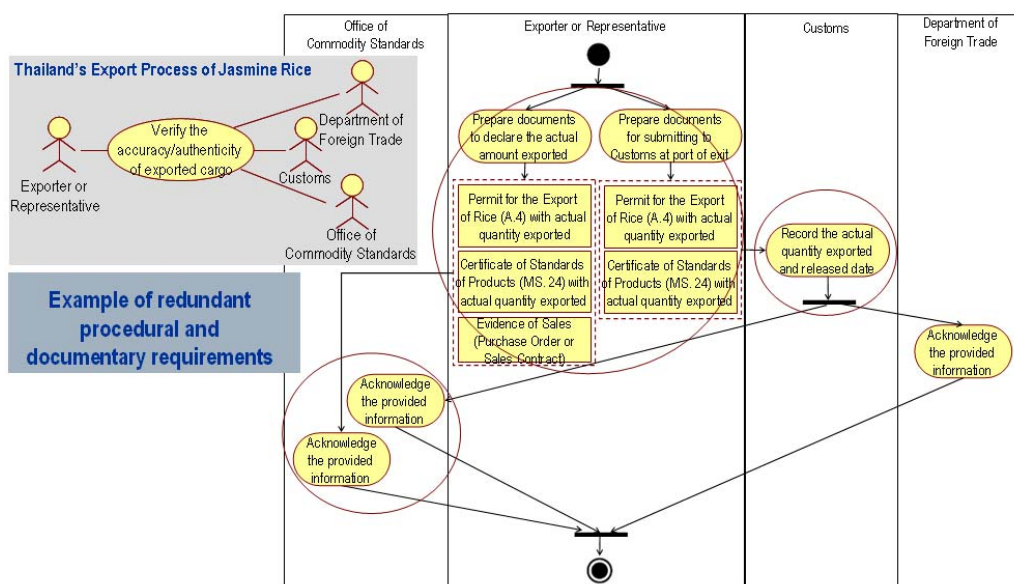 Office of
Commodity Standards
Exporter or Representative
Customs
Department of
Foreign Trade
Thailand's Export Process of Jasmine Rice
Verify the
accuracy/authenticity
of exported cargo
Exporter or
Representative
Department of
Foreign Trade
Customs
Office of
Commodity Standards
Example of redundant
procedural and
documentary requirements
Prepare documents
to declare the actual
amount exported
Prepare documents
for submitting to
Customs at port of exit
Permit for the Export
of Rice (A.4) with actual
quantity exported
Certificate of Standards
of Products (MS. 24) with
actual quantity exported
Evidence of Sales
(Purchase Order or
Sales Contract)
Permit for the Export
of Rice (A.4) with actual
quantity exported
Certificate of Standards
of Products (MS. 24) with
actual quantity exported
Record the actual
quantity exported
and released date
Acknowledge
the provided
information
Acknowledge
the provided
information
Acknowledge
the provided
information